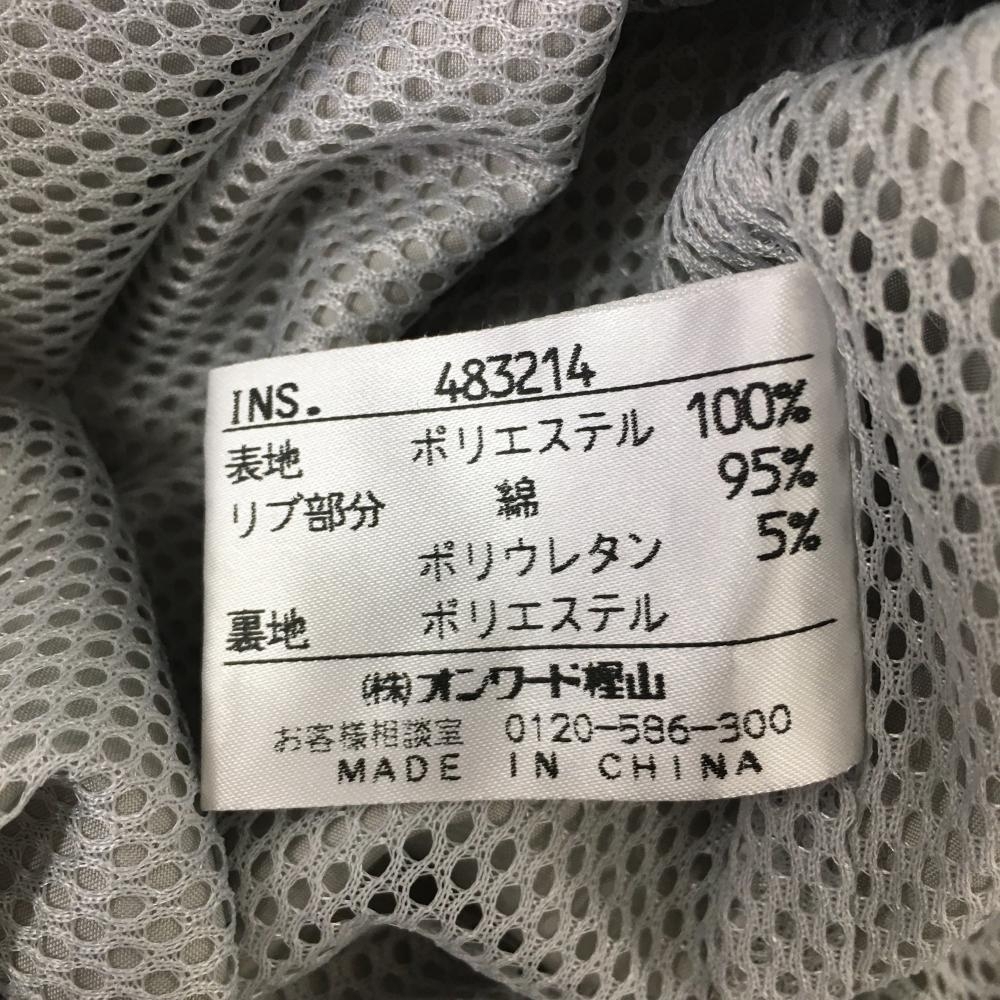 INS. 483214
表地 ポリエステル 100%
リブ部分 綿 95%
ポリウレタン 5%
裏地 ポリエステル
(株)オンワード樫山
お客様相談室 0120-586-300
MADE IN CHINA